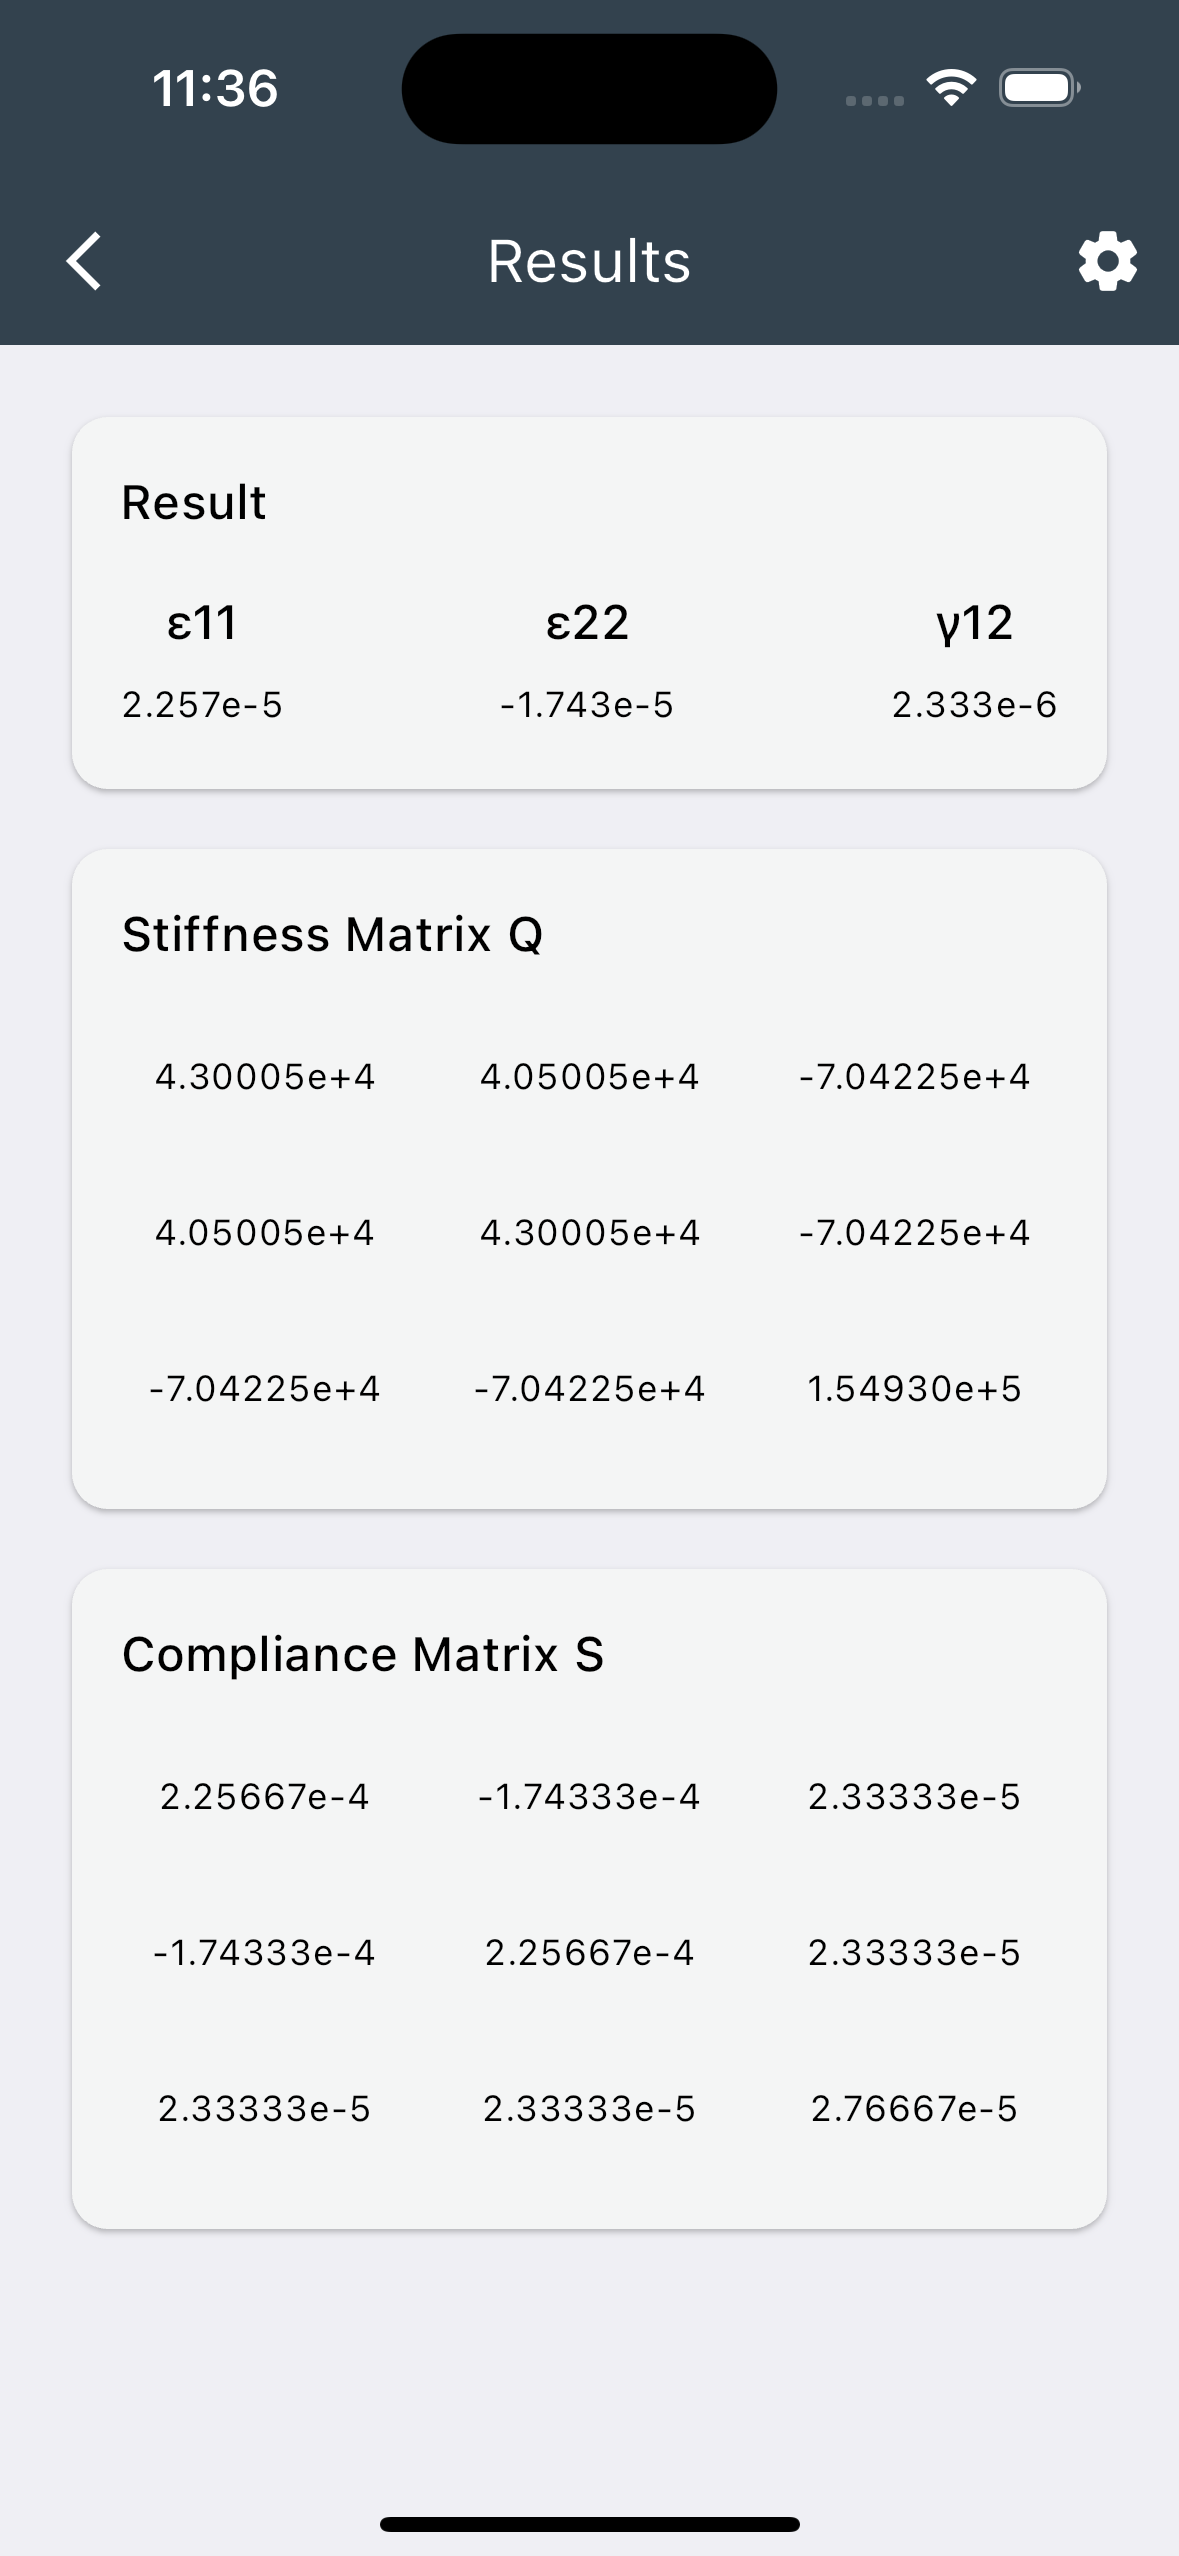 11:36
Results
Result
ε11 ε22 γ12
2.257e-5 -1.743e-5 2.333e-6
Stiffness Matrix Q
4.30005e+4 4.05005e+4 -7.04225e+4
4.05005e+4 4.30005e+4 -7.04225e+4
-7.04225e+4 -7.04225e+4 1.54930e+5
Compliance Matrix S
2.25667e-4 -1.74333e-4 2.33333e-5
-1.74333e-4 2.25667e-4 2.33333e-5
2.33333e-5 2.33333e-5 2.76667e-5